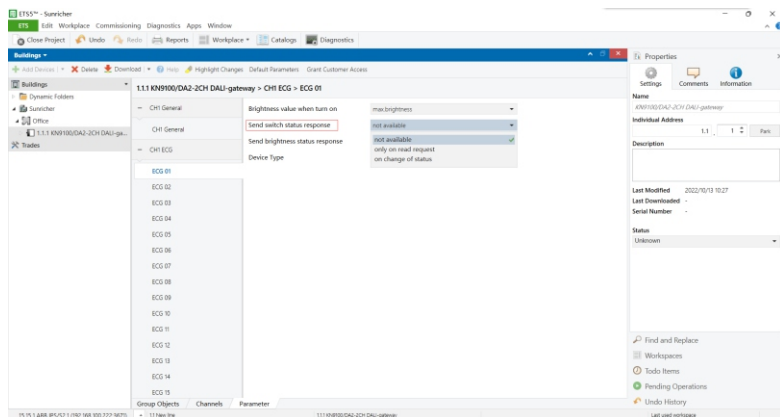 ETS5™ - Sunricher
ETS Edit Workplace Commissioning Diagnostics Apps Window
Close Project Undo Redo Reports Workplace Catalogs Diagnostics
Buildings
Add Devices Delete Download Help Highlight Changes Default Parameters Grant Customer Access
Buildings
Dynamic Folders
Sunricher
Office
1.1.1 KN9100/DA2-2CH DALI-ga...
Trades
1.1.1 KN9100/DA2-2CH DALI-gateway > CH1 ECG > ECG 01
CH1 General
CH1 General
CH1 ECG
ECG 01
ECG 02
ECG 03
ECG 04
ECG 05
ECG 06
ECG 07
ECG 08
ECG 09
ECG 10
ECG 11
ECG 12
ECG 13
ECG 14
ECG 15
Brightness value when turn on max.brightness
Send switch status response not available
Send brightness status response
Device Type
not available
only on read request
on change of status
Group Objects Channels Parameter
Properties
Settings Comments Information
Name
KN9100/DA2-2CH DALI-gateway
Individual Address
1.1 . 1 Park
Description
Last Modified 2022/10/13 10:27
Last Downloaded -
Serial Number -
Status
Unknown
Find and Replace
Workspaces
Todo Items
Pending Operations
Undo History
1.1 New line
1.1.1 KN9100/DA2-2CH DALI-gateway
Last used workspace